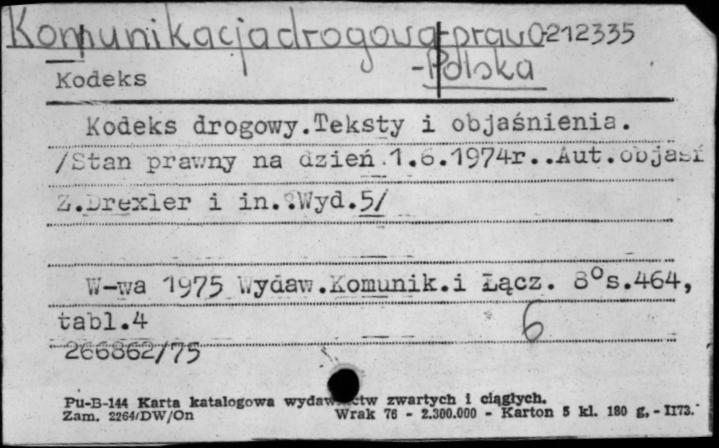 Komunikacja drogowa-prawo-212335
-Polska
Kodeks
Kodeks drogowy.Teksty i objaśnienia.
/Stan prawny na dzień 1.6.1974r..Aut.objaśń
Z.Drexler i in.:Wyd.5/
W-wa 1975 Wydaw.Komunik.i Łącz. 8°s.464,
tabl.4
6
266862/75
Pu-B-144 Karta katalogowa wydawnictw zwartych i ciągłych.
Zam. 2264/DW/On Wrak 76 - 2.300.000 - Karton 5 kl. 180 g. - 1173.